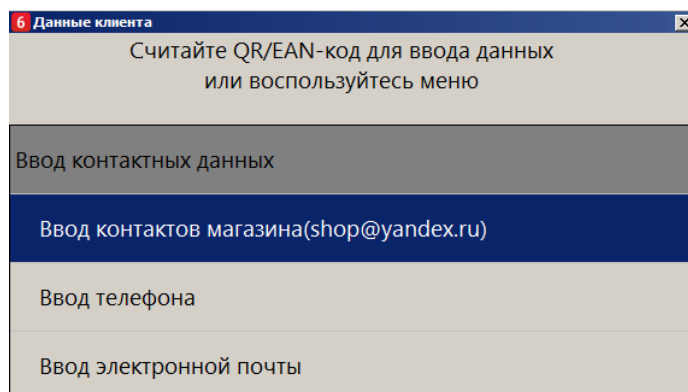 6 Данные клиента
Считайте QR/EAN-код для ввода данных
или воспользуйтесь меню
Ввод контактных данных
Ввод контактов магазина(shop@yandex.ru)
Ввод телефона
Ввод электронной почты